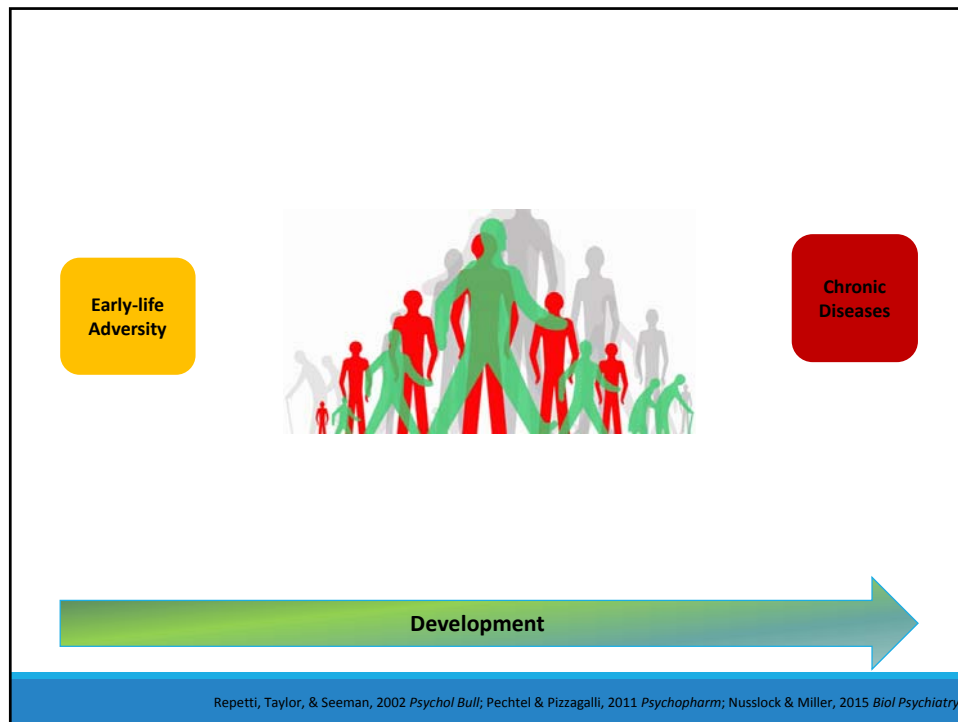 Early-life
Adversity
Chronic
Diseases
Development
Repetti, Taylor, & Seeman, 2002 Psychol Bull; Pechtel & Pizzagalli, 2011 Psychopharm; Nusslock & Miller, 2015 Biol Psychiatry